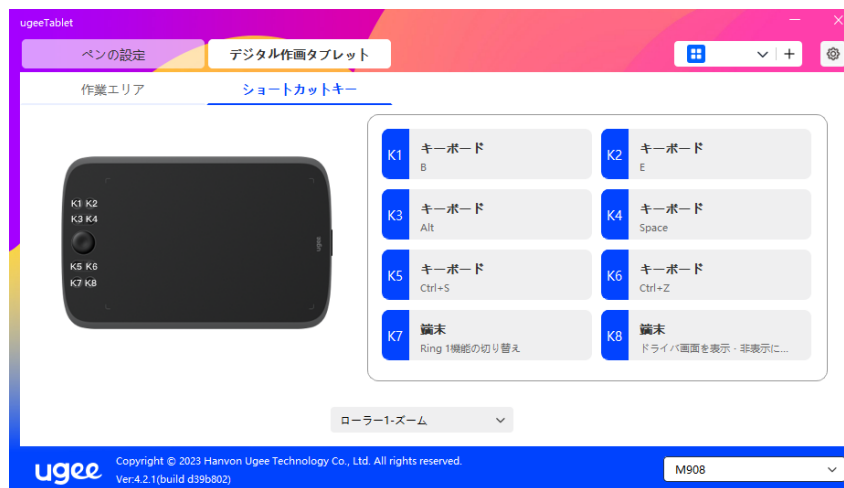 ugeeTablet
ペンの設定
デジタル作画タブレット
作業エリア
ショートカットキー
K1 K2
K3 K4
K5 K6
K7 K8
ugee
K1
キーボード
B
K2
キーボード
E
K3
キーボード
Alt
K4
キーボード
Space
K5
キーボード
Ctrl+S
K6
キーボード
Ctrl+Z
K7
端末
Ring 1機能の切り替え
K8
端末
ドライバ画面を表示・非表示に...
ローラー1-ズーム
ugee
Copyright © 2023 Hanvon Ugee Technology Co., Ltd. All rights reserved.
Ver:4.2.1(build d39b802)
M908